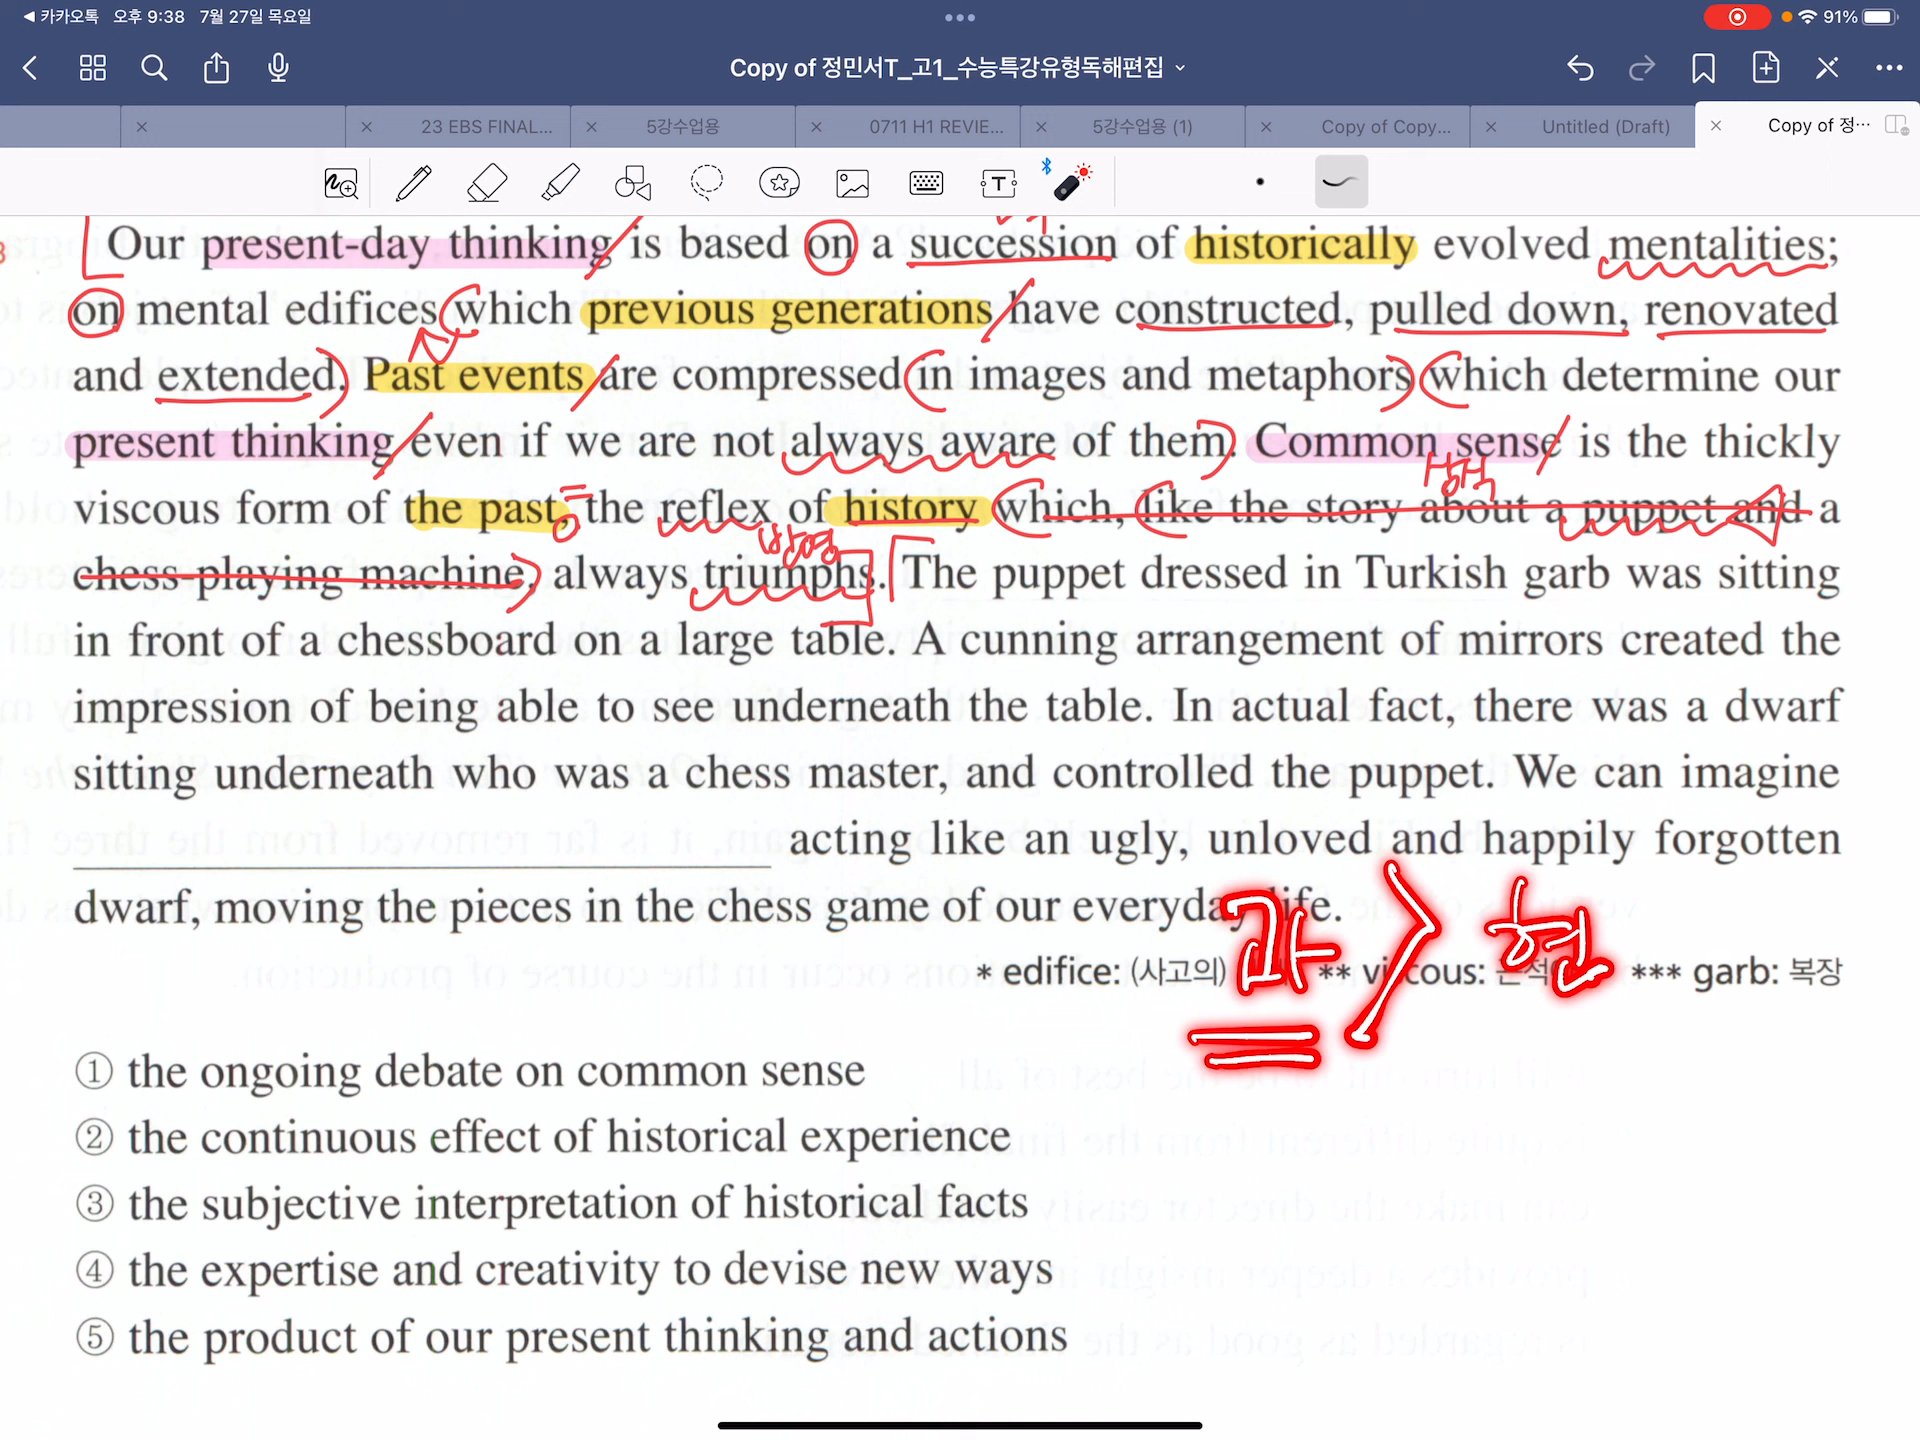 ◀ 카카오톡 오후 9:38 7월 27일 목요일
91%
Copy of 정민서T_고1_수능특강유형독해편집
23 EBS FINAL...
5강수업용
0711 H1 REVIE...
5강수업용 (1)
Copy of Copy...
Untitled (Draft)
Copy of 정...
Our present-day thinking is based on a succession of historically evolved mentalities;
on mental edifices which previous generations have constructed, pulled down, renovated
and extended. Past events are compressed in images and metaphors which determine our
present thinking even if we are not always aware of them. Common sense is the thickly
viscous form of the past, the reflex of history which, like the story about a puppet and a
반영
chess-playing machine, always triumphs. The puppet dressed in Turkish garb was sitting
in front of a chessboard on a large table. A cunning arrangement of mirrors created the
impression of being able to see underneath the table. In actual fact, there was a dwarf
sitting underneath who was a chess master, and controlled the puppet. We can imagine
acting like an ugly, unloved and happily forgotten
dwarf, moving the pieces in the chess game of our everyday life.
과 > 현
* edifice: (사고의) ** viscous: *** garb: 복장
① the ongoing debate on common sense
② the continuous effect of historical experience
③ the subjective interpretation of historical facts
④ the expertise and creativity to devise new ways
⑤ the product of our present thinking and actions